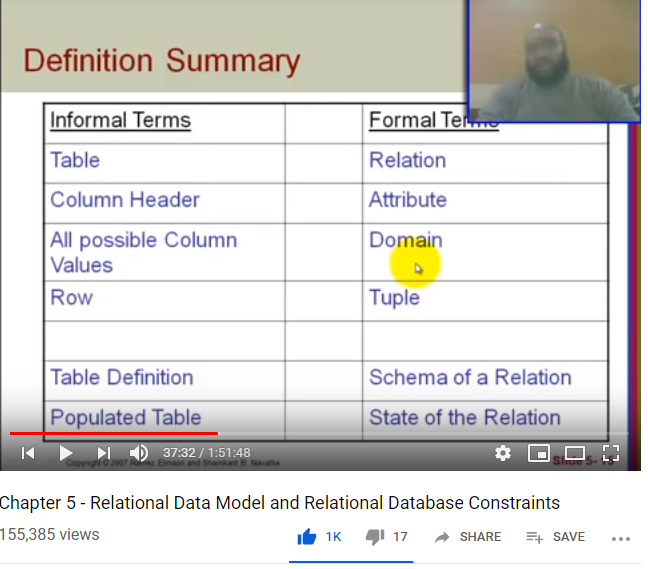 Definition Summary
Informal Terms Formal Terms
Table Relation
Column Header Attribute
All possible Column Domain
Values
Row Tuple
Table Definition Schema of a Relation
Populated Table State of the Relation
37:32 / 1:51:48
Copyright © 2007 Ramez Elmasri and Shamkant B. Navathe Slide 5- 15
Chapter 5 - Relational Data Model and Relational Database Constraints
155,385 views 1K 17 SHARE SAVE